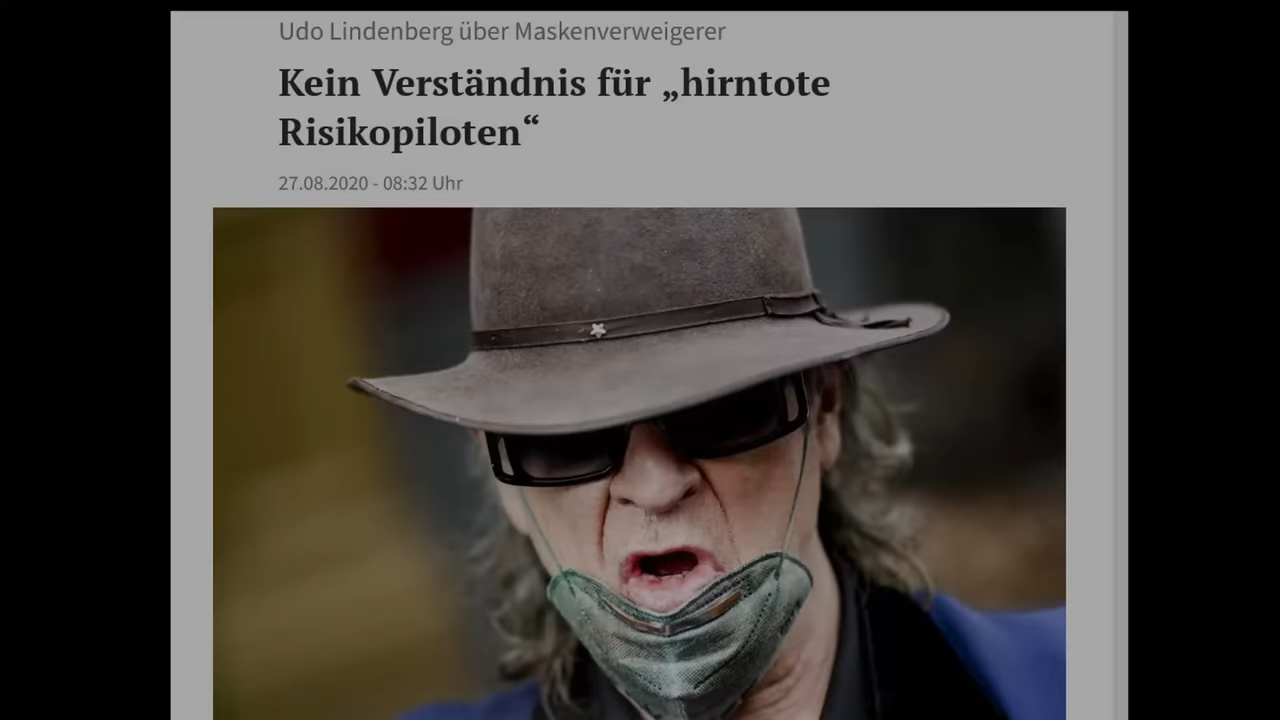 Udo Lindenberg über Maskenverweigerer
Kein Verständnis für „hirntote
Risikopiloten“
27.08.2020 - 08:32 Uhr